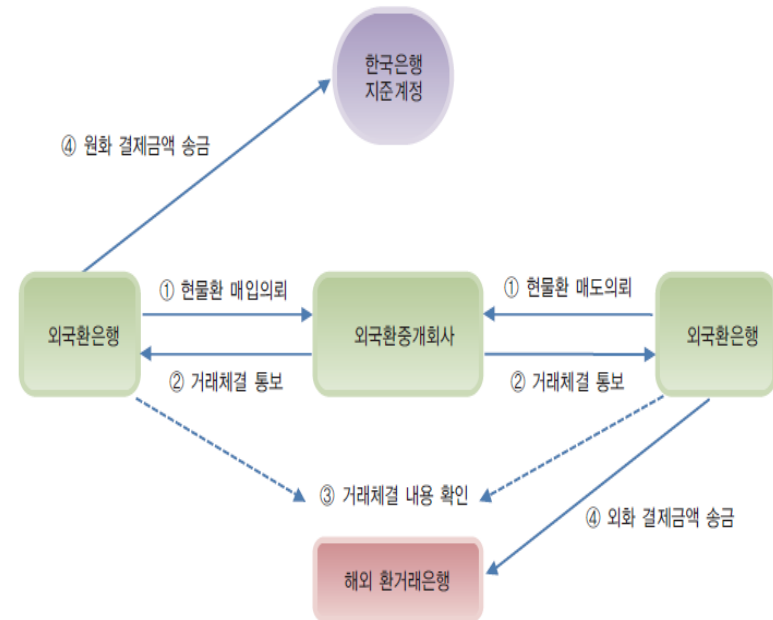 한국은행
지준계정
④ 원화 결제금액 송금
① 현물환 매입의뢰
① 현물환 매도의뢰
외국환은행
외국환중개회사
외국환은행
② 거래체결 통보
② 거래체결 통보
③ 거래체결 내용 확인
④ 외화 결제금액 송금
해외 환거래은행